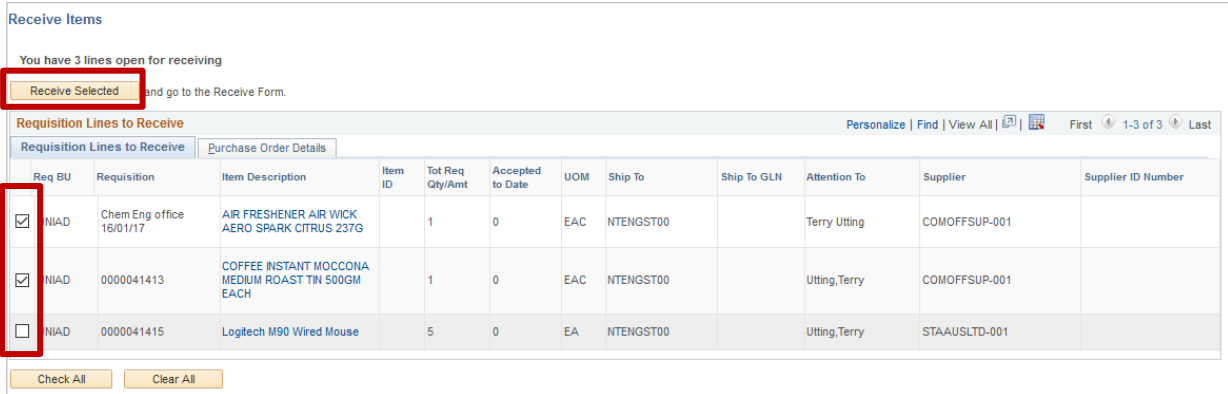 Receive Items
You have 3 lines open for receiving
Receive Selected and go to the Receive Form.
Requisition Lines to Receive Personalize | Find | View All | | First 1-3 of 3 Last
Requisition Lines to Receive Purchase Order Details
Req BU Requisition Item Description Item ID Tot Req Qty/Amt Accepted to Date UOM Ship To Ship To GLN Attention To Supplier Supplier ID Number
UNIAD Chem Eng office 16/01/17 AIR FRESHENER AIR WICK AERO SPARK CITRUS 237G 1 0 EAC NTENGST00 Terry Utting COMOFFSUP-001
UNIAD 0000041413 COFFEE INSTANT MOCCONA MEDIUM ROAST TIN 500GM EACH 1 0 EAC NTENGST00 Utting,Terry COMOFFSUP-001
UNIAD 0000041415 Logitech M90 Wired Mouse 5 0 EA NTENGST00 Utting,Terry STAAUSLTD-001
Check All Clear All